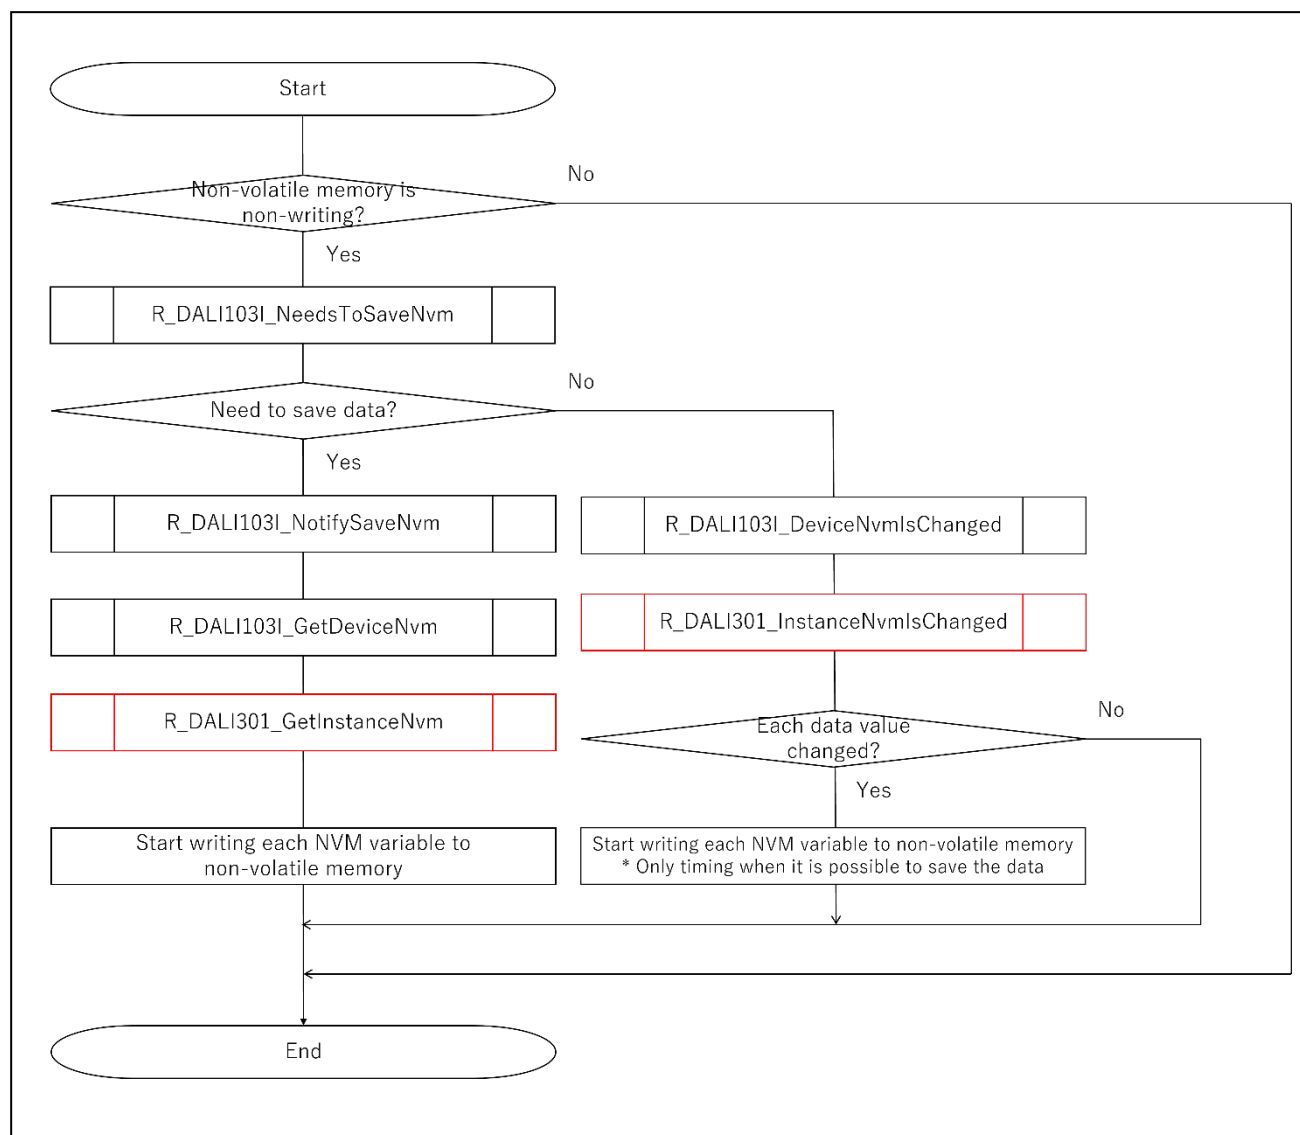 Start
No
Non-volatile memory is
non-writing?
Yes
R_DALI103I_NeedsToSaveNvm
No
Need to save data?
Yes
R_DALI103I_NotifySaveNvm
R_DALI103I_DeviceNvmIsChanged
R_DALI103I_GetDeviceNvm
R_DALI301_InstanceNvmIsChanged
R_DALI301_GetInstanceNvm
No
Each data value
changed?
Yes
Start writing each NVM variable to
non-volatile memory
Start writing each NVM variable to non-volatile memory
* Only timing when it is possible to save the data
End